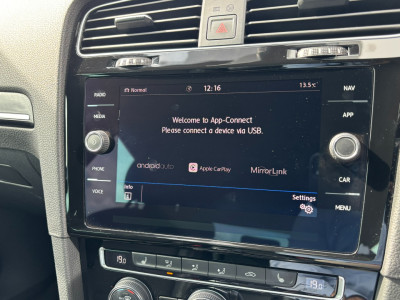 Normal 12:16 13.5°C
RADIO
MEDIA
PHONE
VOICE
NAV
APP
CAR
MENU
Welcome to App-Connect
Please connect a device via USB.
androidauto Apple CarPlay MirrorLink
Info
Settings
19.0
19.0